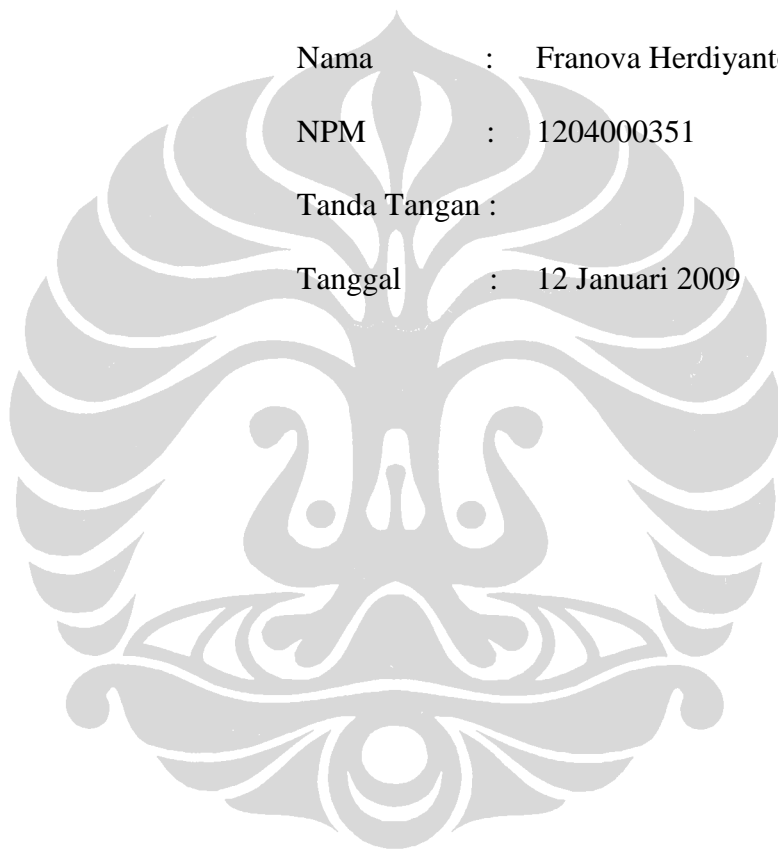 Nama : Franova Herdiyanto
NPM : 1204000351
Tanda Tangan :
Tanggal : 12 Januari 2009